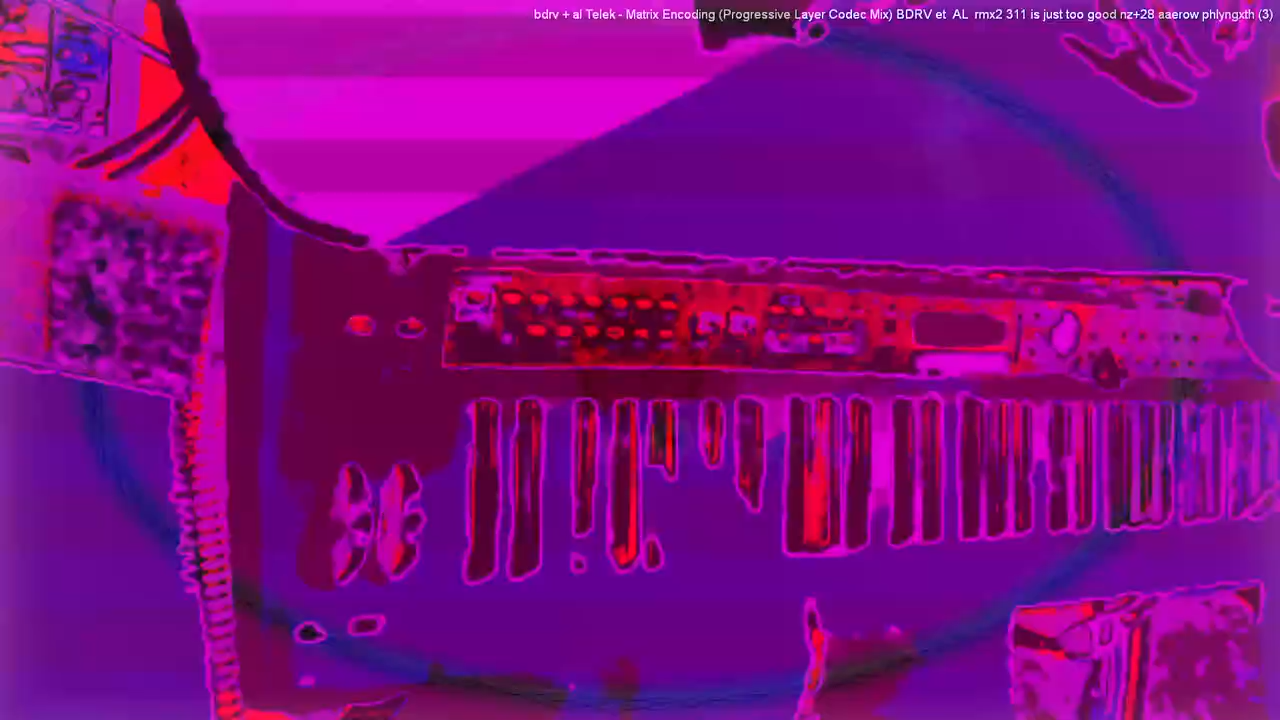 bdrv + al Telek - Matrix Encoding (Progressive Layer Codec Mix) BDRV et  AL  rmx2 311 is just too good nz+28 aaerow phlyngxth (3)